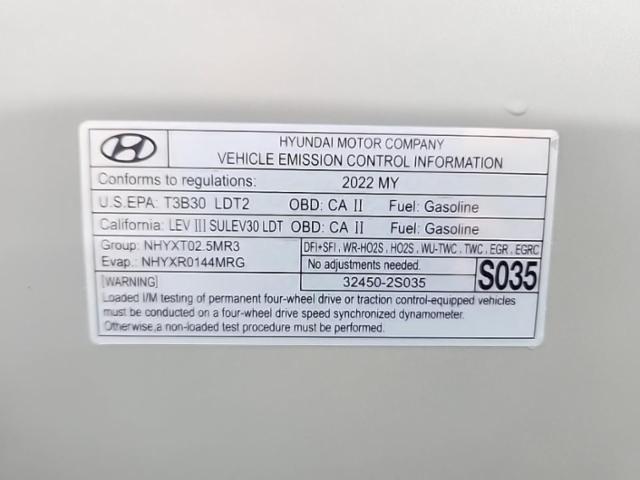 HYUNDAI MOTOR COMPANY
VEHICLE EMISSION CONTROL INFORMATION
Conforms to regulations: 2022 MY
U.S.EPA: T3B30 LDT2 OBD: CA II Fuel: Gasoline
California: LEV III SULEV30 LDT OBD: CA II Fuel: Gasoline
Group: NHYXT02.5MR3 DFI+SFI, WR-HO2S, HO2S, WU-TWC, TWC, EGR, EGRC
Evap.: NHYXR0144MRG No adjustments needed.
[WARNING] 32450-2S035 S035
Loaded I/M testing of permanent four-wheel drive or traction control-equipped vehicles
must be conducted on a four-wheel drive speed synchronized dynamometer.
Otherwise,a non-loaded test procedure must be performed.